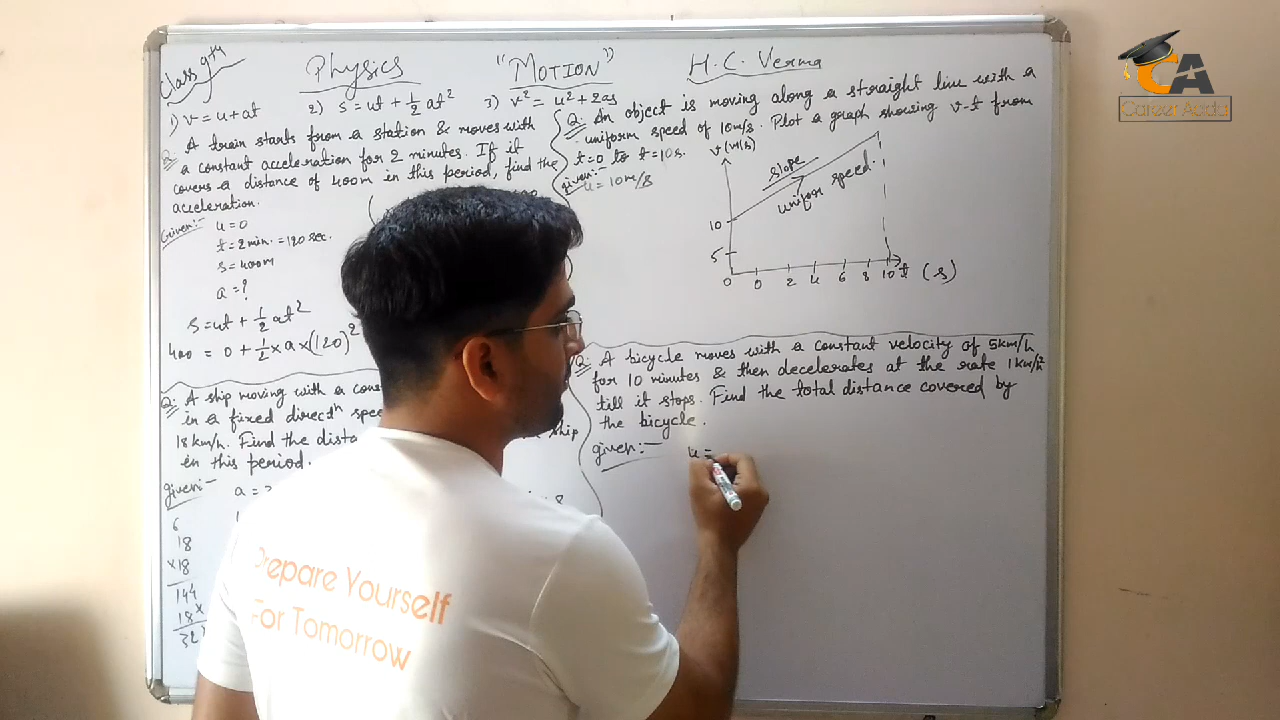 Class 9th
Physics
"MOTION"
H.C. Verma
CA
Career Adda
1) v = u + at
2) s = ut + 1/2 at²
3) v² = u² + 2as
Q:- A train starts from a station & moves with
a constant acceleration for 2 minutes. If it
covers a distance of 400m in this period, find the
acceleration.
Given:-
u = 0
t = 2 min. = 120 sec.
s = 400m
a = ?
s = ut + 1/2 at²
400 = 0 + 1/2 × a × (120)²
Q:- A ship moving with a
in a fixed directn
18 km/h. Find the
ship
in this period.
given:-
6
18
×18
144
18×
Q:- An object is moving along a straight line with a
uniform speed of 10m/s. Plot a graph showing v-t from
t=0 to t=10s.
given:-
u = 10m/s
v (m/s)
slope
uniform speed.
10
5
0 0 2 4 6 8 10 t (s)
Q:- A bicycle moves with a constant velocity of 5km/h
for 10 minutes & then decelerates at the rate 1 km/h²
till it stops. Find the total distance covered by
the bicycle.
given:-
u =
Prepare Yourself
For Tomorrow